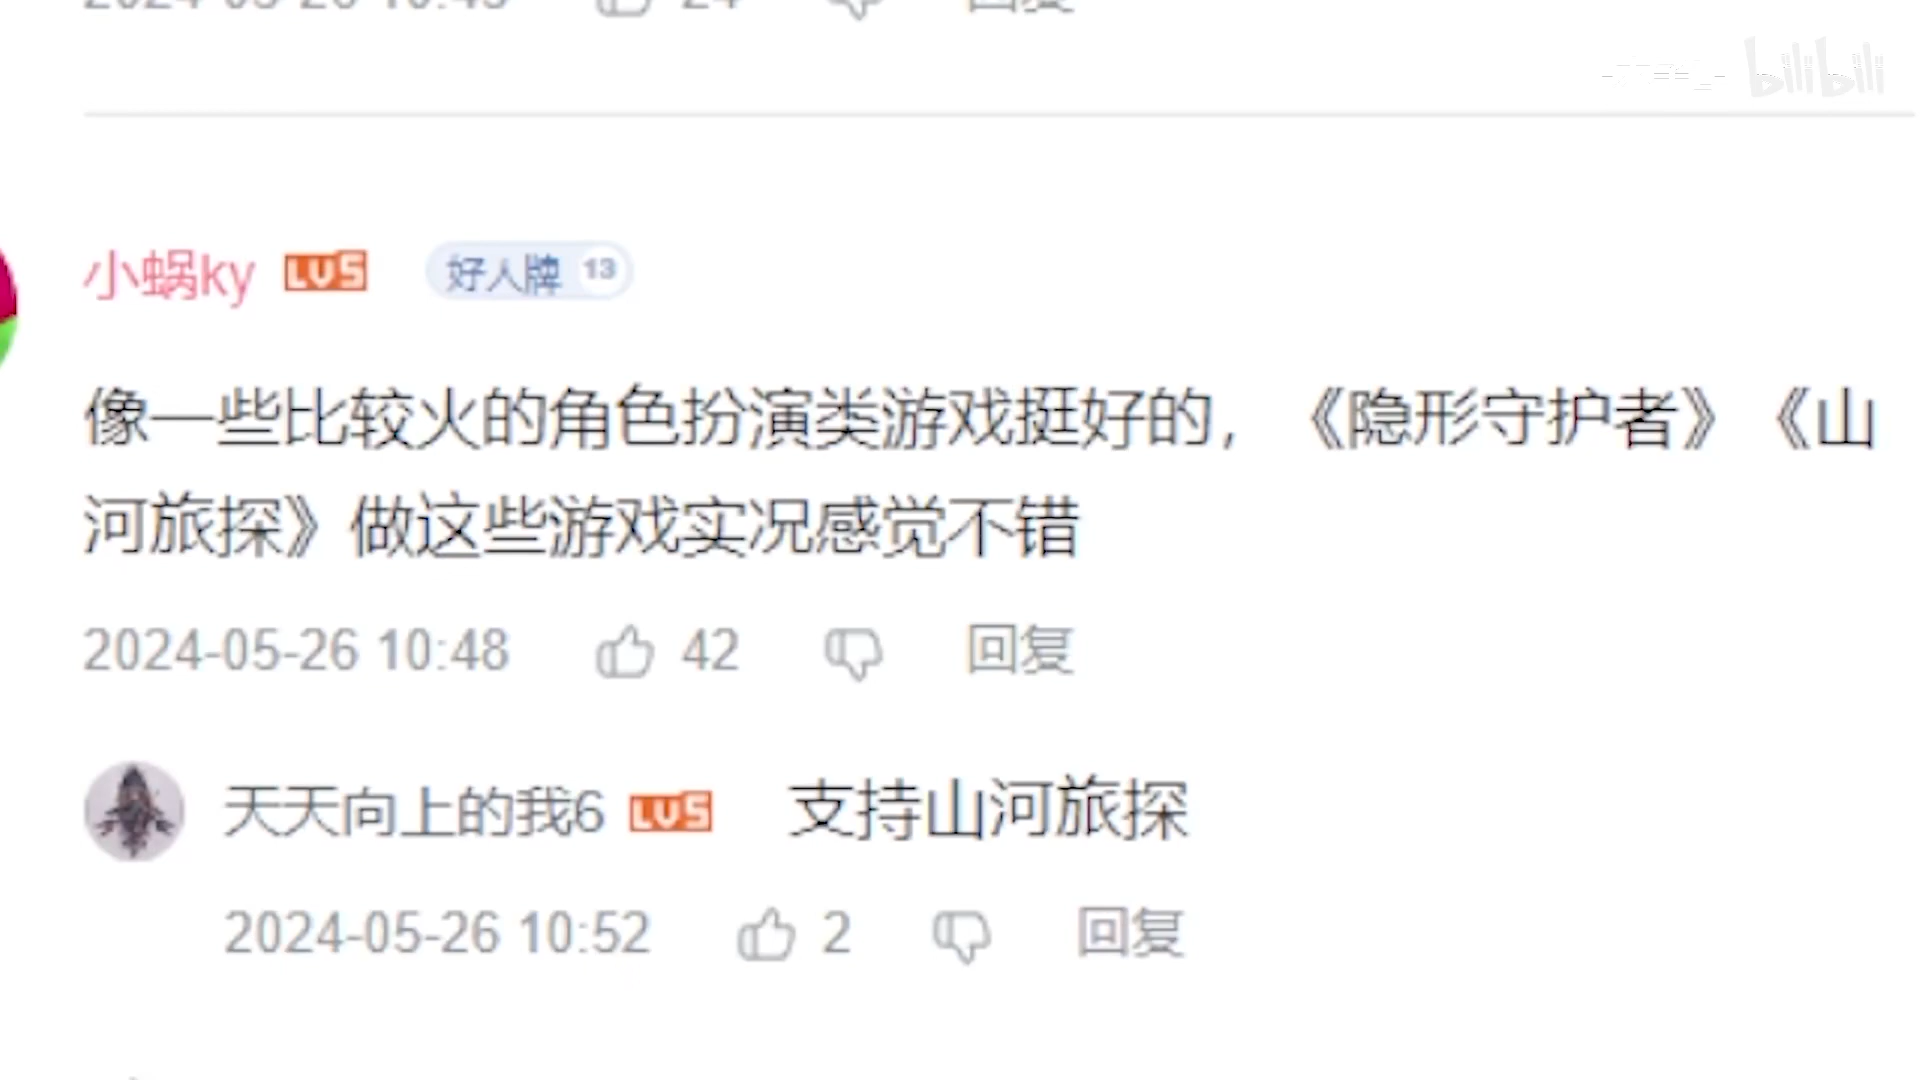 bilibili
小蜗ky LV5 好人牌 13
像一些比较火的角色扮演类游戏挺好的，《隐形守护者》《山
河旅探》做这些游戏实况感觉不错
2024-05-26 10:48 42 回复
天天向上的我6 LV5 支持山河旅探
2024-05-26 10:52 2 回复